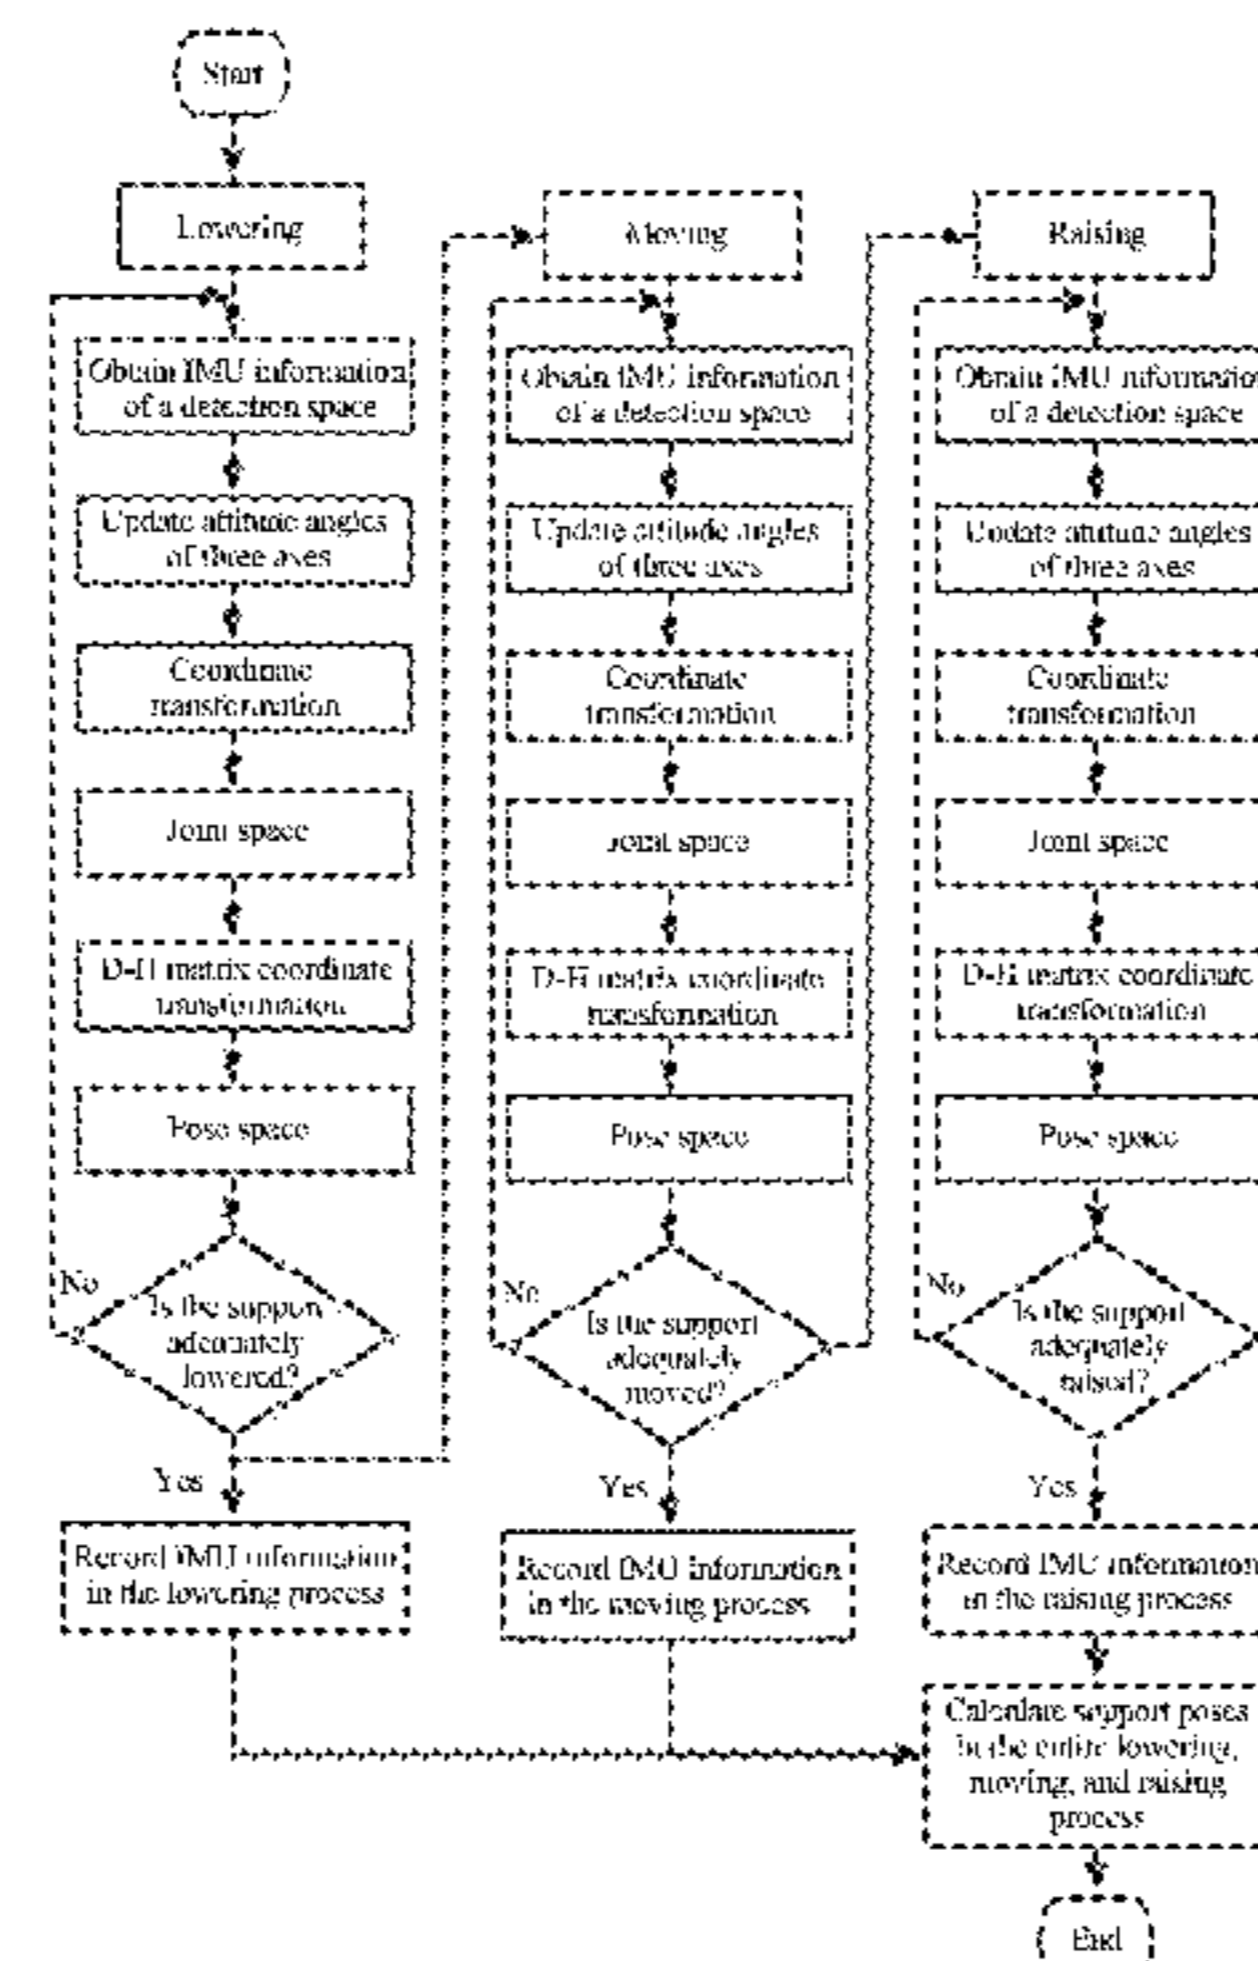 Start
Lowering
Obtain IMU information
of a detection space
Update attitude angles
of three axes
Coordinate
transformation
Joint space
D-H matrix coordinate
transformation
Pose space
No
Is the support
adequately
lowered?
Yes
Record IMU information
in the lowering process
Moving
Obtain IMU information
of a detection space
Update attitude angles
of three axes
Coordinate
transformation
Joint space
D-H matrix coordinate
transformation
Pose space
No
Is the support
adequately
moved?
Yes
Record IMU information
in the moving process
Raising
Obtain IMU informatio
of a detection space
Update attitude angles
of three axes
Coordinate
transformation
Joint space
D-H matrix coordinate
transformation
Pose space
No
Is the support
adequately
raised?
Yes
Record IMU information
in the raising process
Calculate support poses
in the entire lowering,
moving, and raising
process
End